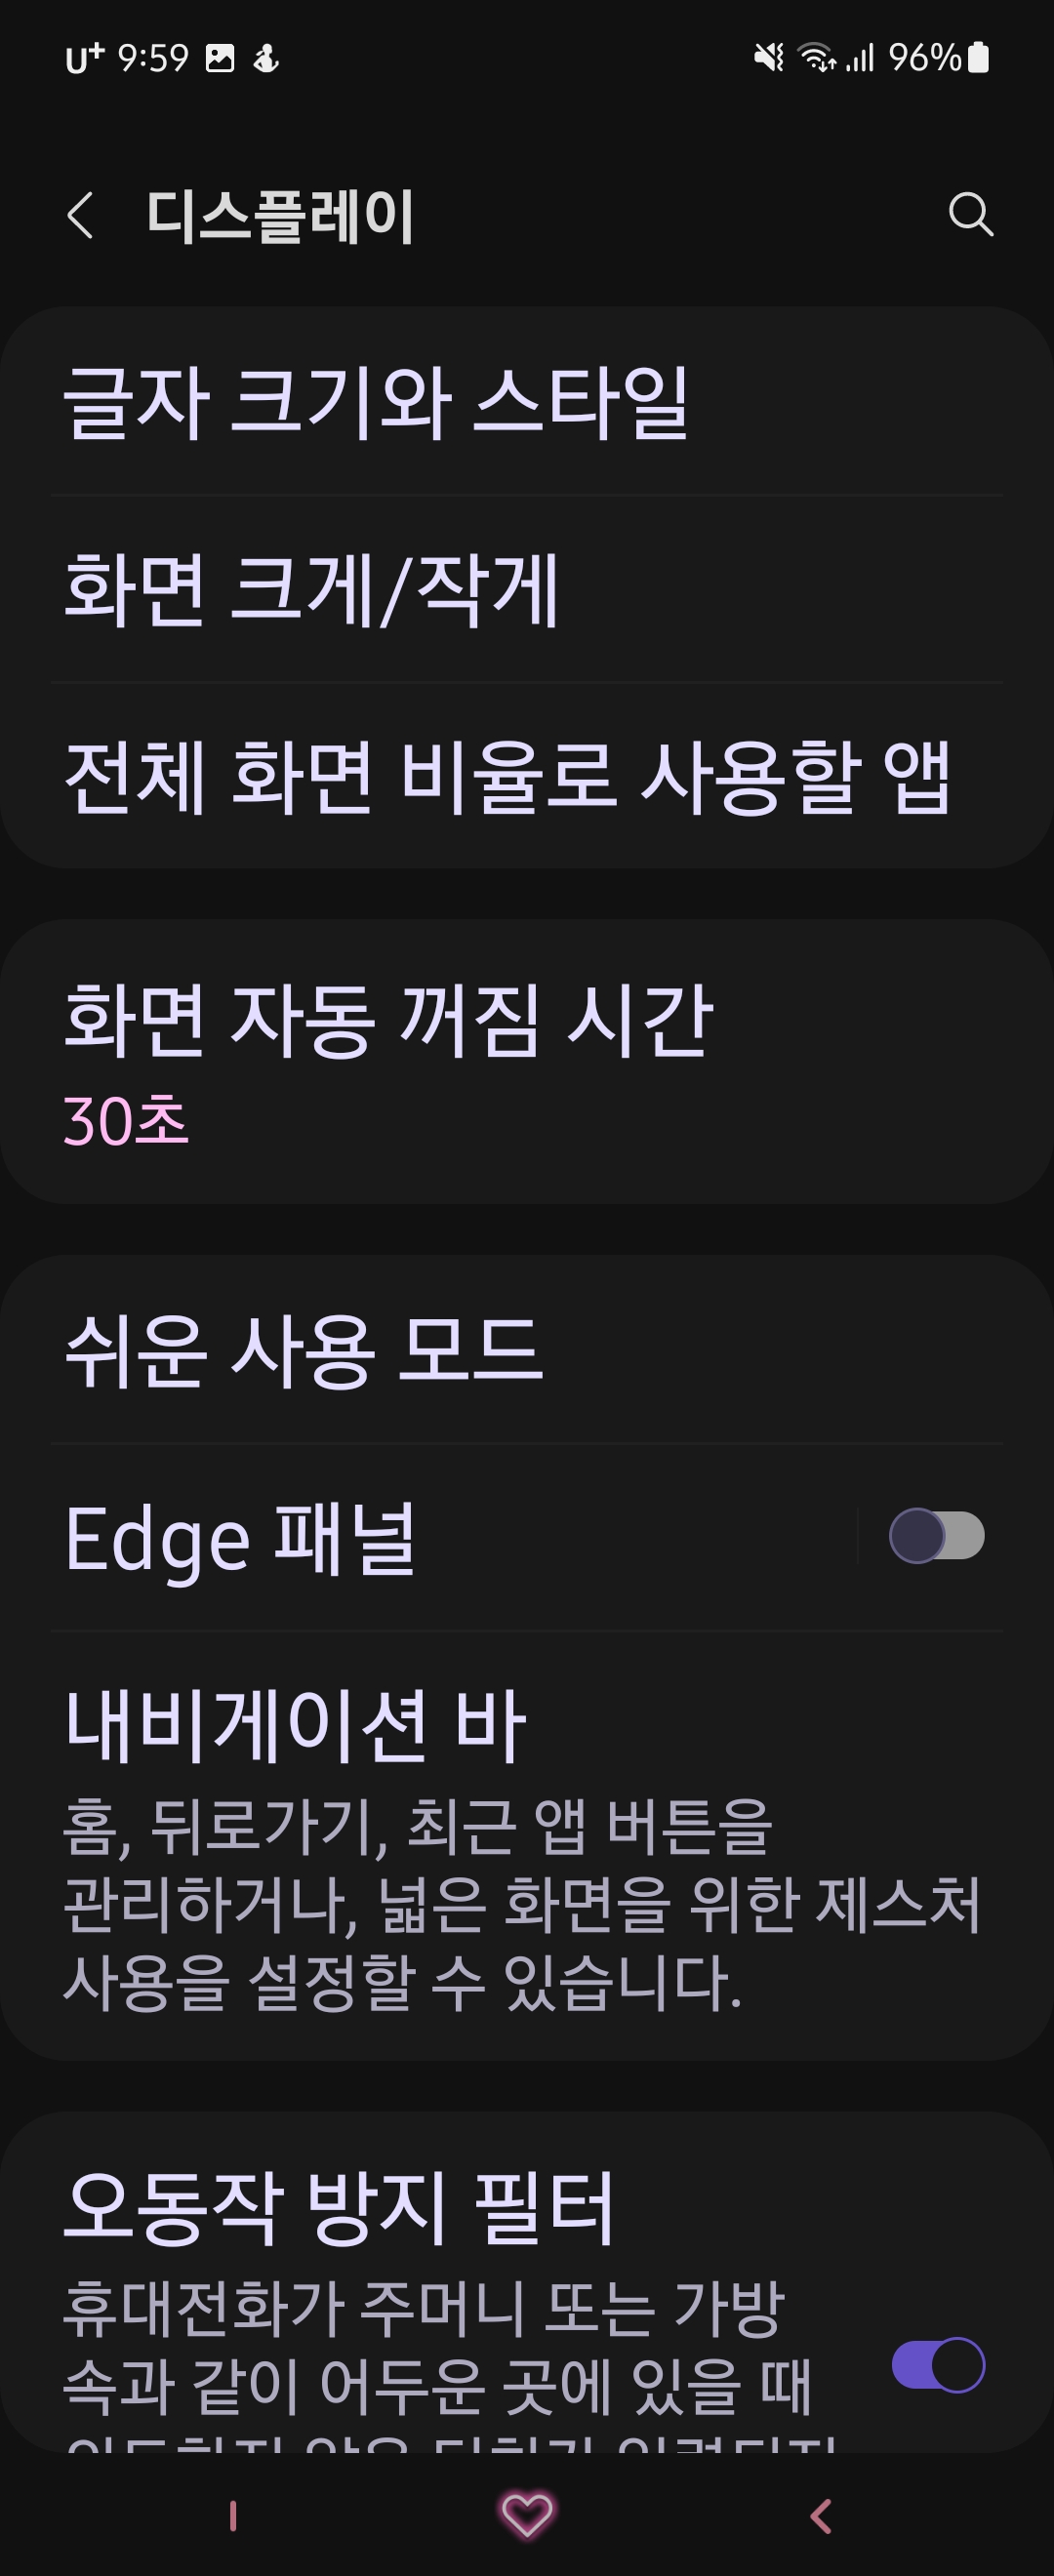 U+ 9:59 96%
디스플레이
글자 크기와 스타일
화면 크게/작게
전체 화면 비율로 사용할 앱
화면 자동 꺼짐 시간
30초
쉬운 사용 모드
Edge 패널
내비게이션 바
홈, 뒤로가기, 최근 앱 버튼을
관리하거나, 넓은 화면을 위한 제스처
사용을 설정할 수 있습니다.
오동작 방지 필터
휴대전화가 주머니 또는 가방
속과 같이 어두운 곳에 있을 때